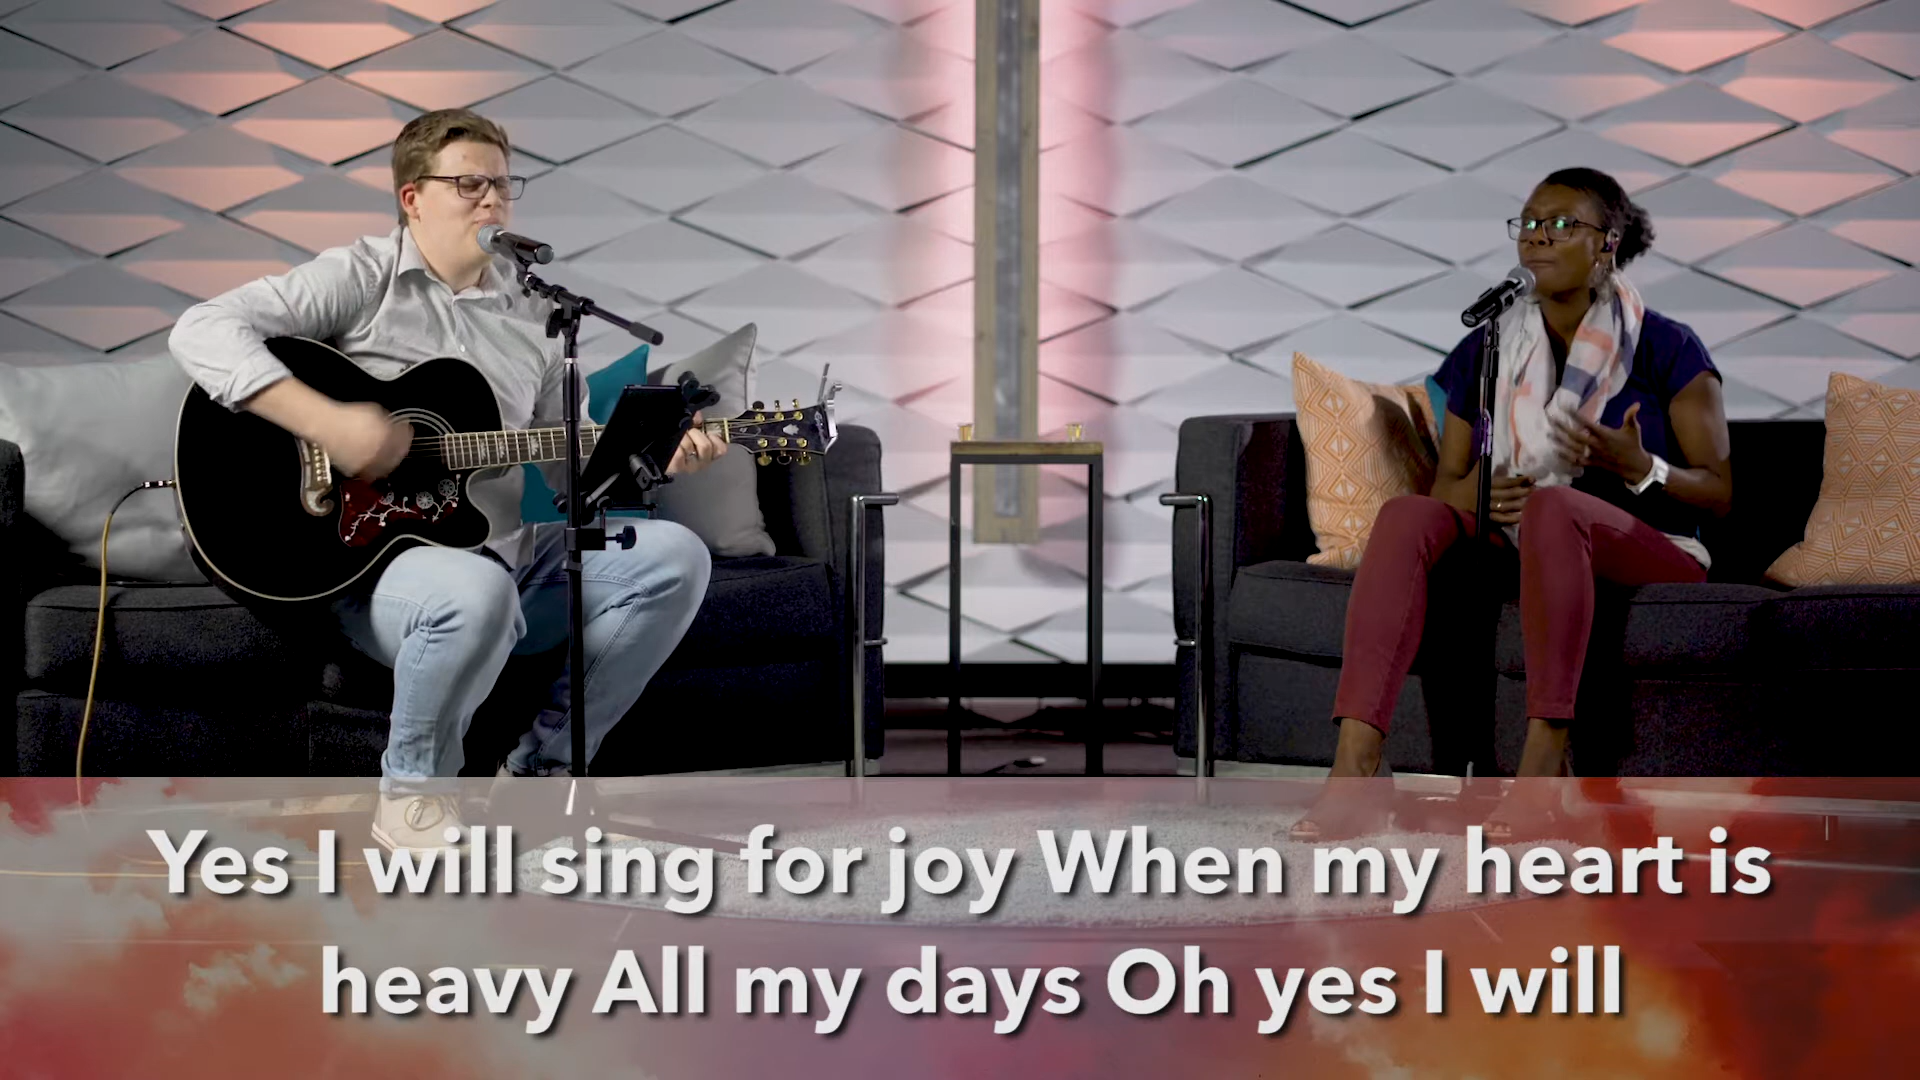 Yes I will sing for joy When my heart is
heavy All my days Oh yes I will